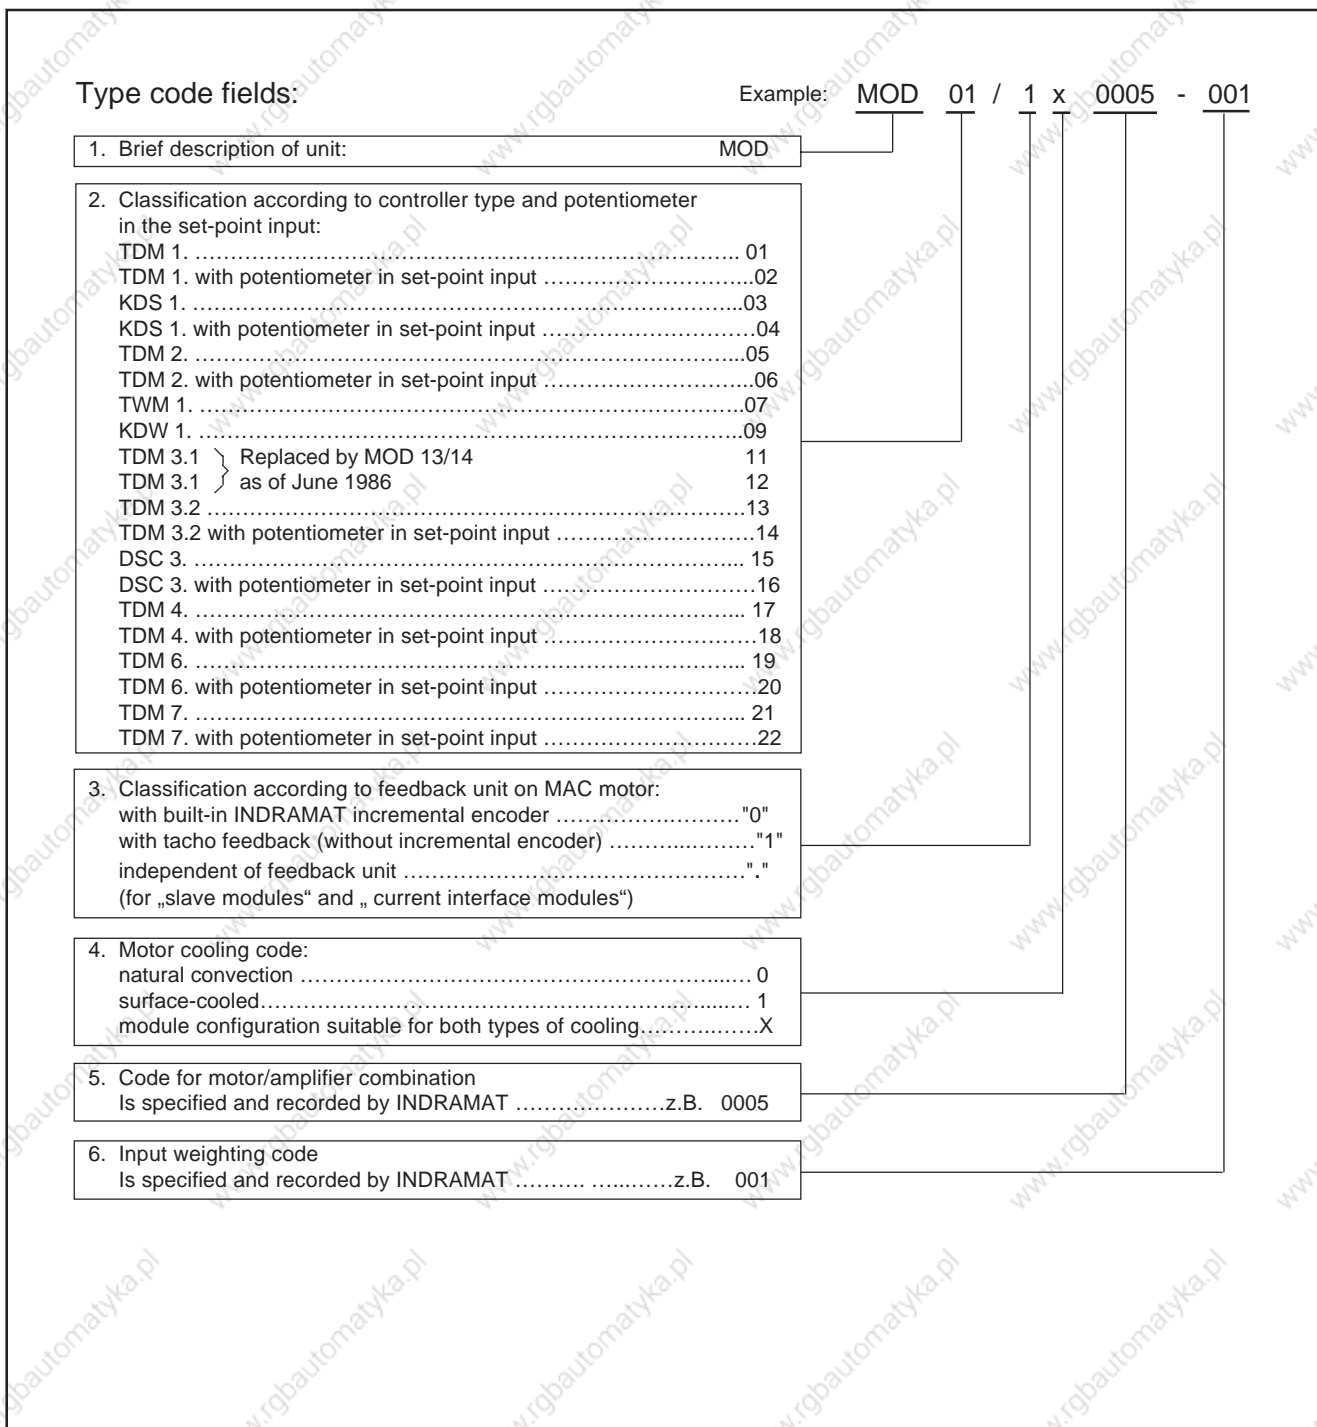 Type code fields:
Example: MOD 01 / 1 x 0005 - 001
1. Brief description of unit: MOD
2. Classification according to controller type and potentiometer
in the set-point input:
TDM 1. ........................................................................ 01
TDM 1. with potentiometer in set-point input ............................02
KDS 1. ........................................................................03
KDS 1. with potentiometer in set-point input ............................04
TDM 2. ........................................................................05
TDM 2. with potentiometer in set-point input ............................06
TWM 1. ........................................................................07
KDW 1. ........................................................................09
TDM 3.1 } Replaced by MOD 13/14 11
TDM 3.1 } as of June 1986 12
TDM 3.2 ........................................................................13
TDM 3.2 with potentiometer in set-point input ............................14
DSC 3. ........................................................................ 15
DSC 3. with potentiometer in set-point input ............................16
TDM 4. ........................................................................ 17
TDM 4. with potentiometer in set-point input ............................18
TDM 6. ........................................................................ 19
TDM 6. with potentiometer in set-point input ............................20
TDM 7. ........................................................................ 21
TDM 7. with potentiometer in set-point input ............................22
3. Classification according to feedback unit on MAC motor:
with built-in INDRAMAT incremental encoder ........................"0"
with tacho feedback (without incremental encoder) ...................."1"
independent of feedback unit ............................................"."
(for „slave modules“ and „ current interface modules“)
4. Motor cooling code:
natural convection ........................................................ 0
surface-cooled................................................................ 1
module configuration suitable for both types of cooling..................X
5. Code for motor/amplifier combination
Is specified and recorded by INDRAMAT ....................z.B. 0005
6. Input weighting code
Is specified and recorded by INDRAMAT .......... ............z.B. 001
www.rgbautomatyka.pl